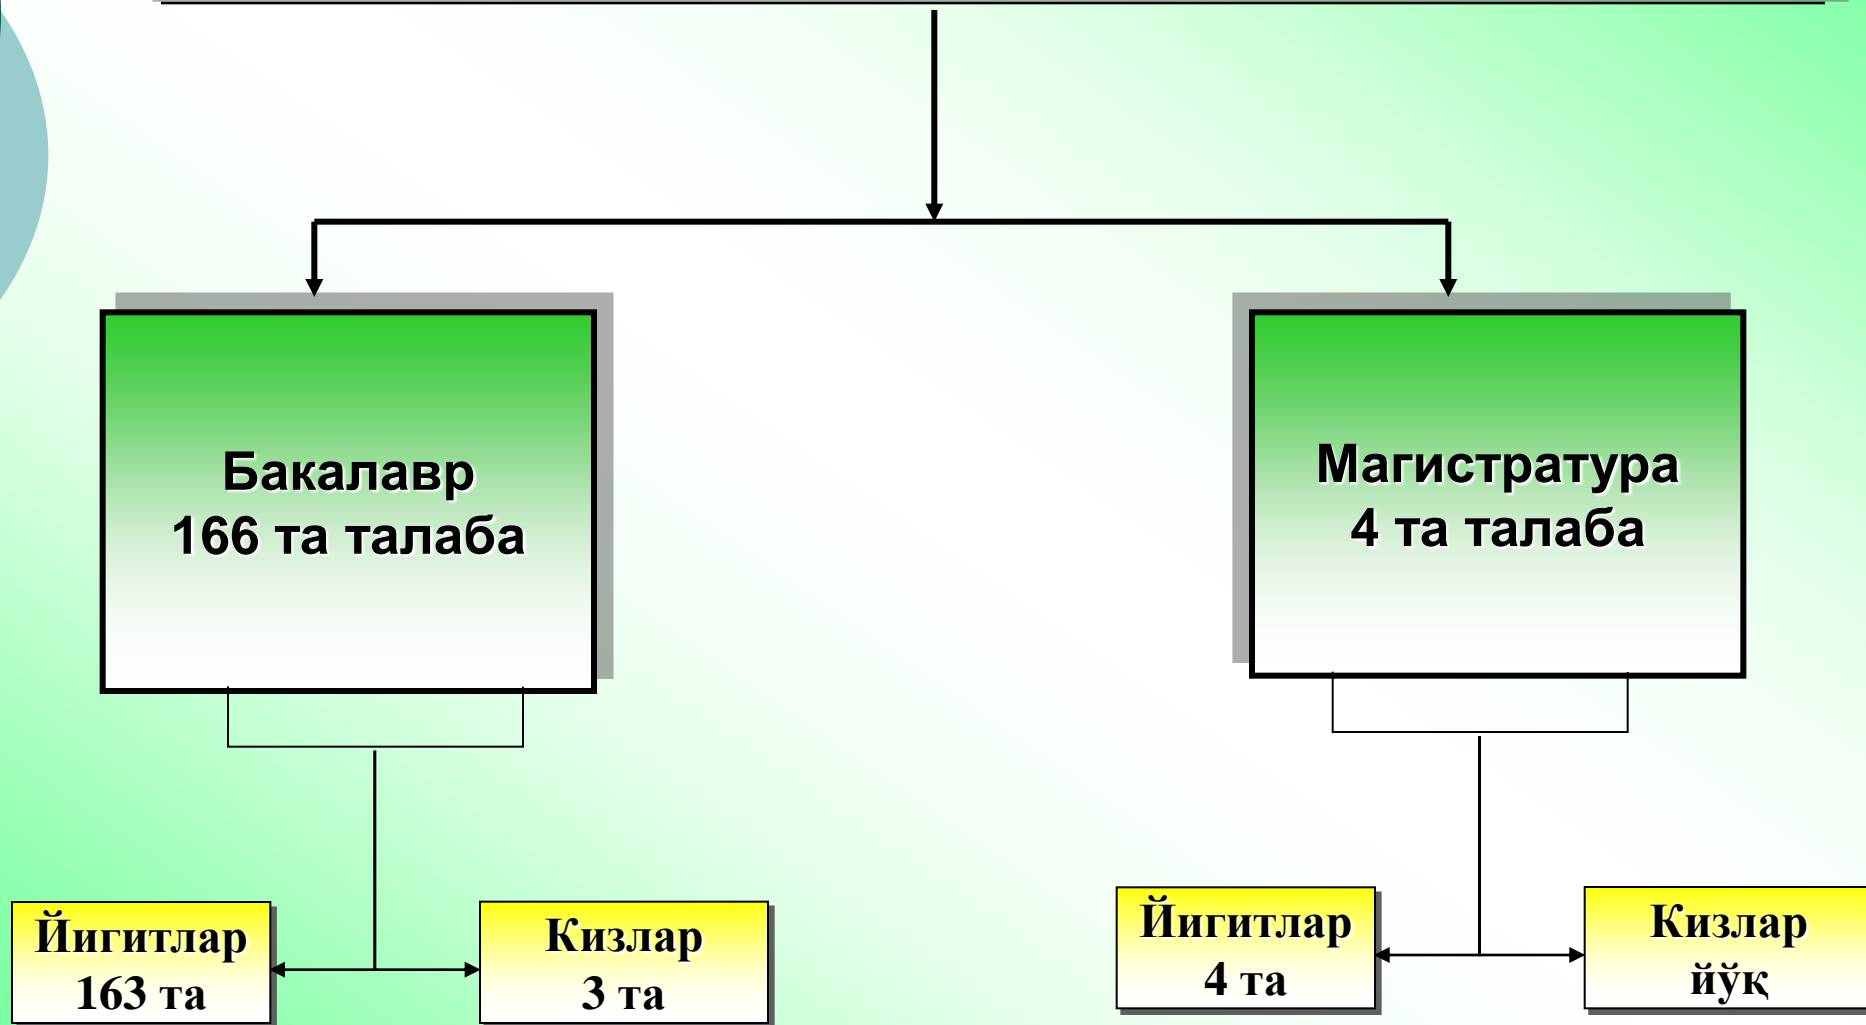 Бакалавр
166 та талаба
Магистратура
4 та талаба
Йигитлар
163 та
Кизлар
3 та
Йигитлар
4 та
Кизлар
йўқ